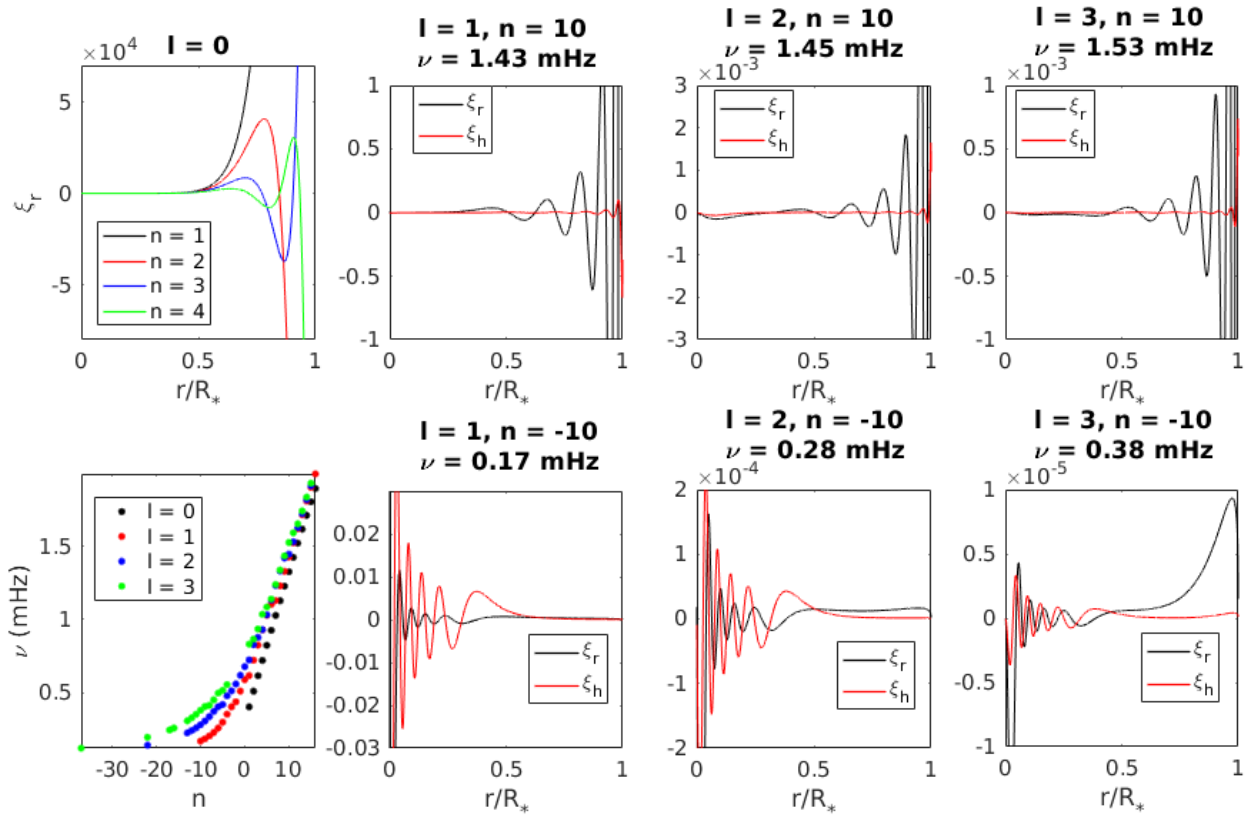 ×10⁴ l = 0
5
0
-5
ξr
n = 1
n = 2
n = 3
n = 4
0 0.5 1
r/R*
l = 1, n = 10
ν = 1.43 mHz
1
0.5
0
-0.5
-1
ξr
ξh
0 0.5 1
r/R*
l = 2, n = 10
ν = 1.45 mHz
×10⁻³
3
2
1
0
-1
-2
-3
ξr
ξh
0 0.5 1
r/R*
l = 3, n = 10
ν = 1.53 mHz
×10⁻³
1
0.5
0
-0.5
-1
ξr
ξh
0 0.5 1
r/R*
1.5
1
0.5
ν (mHz)
l = 0
l = 1
l = 2
l = 3
-30 -20 -10 0 10
n
l = 1, n = -10
ν = 0.17 mHz
0.02
0.01
0
-0.01
-0.02
-0.03
ξr
ξh
0 0.5 1
r/R*
l = 2, n = -10
ν = 0.28 mHz
×10⁻⁴
2
1
0
-1
-2
ξr
ξh
0 0.5 1
r/R*
l = 3, n = -10
ν = 0.38 mHz
×10⁻⁵
1
0.5
0
-0.5
-1
ξr
ξh
0 0.5 1
r/R*